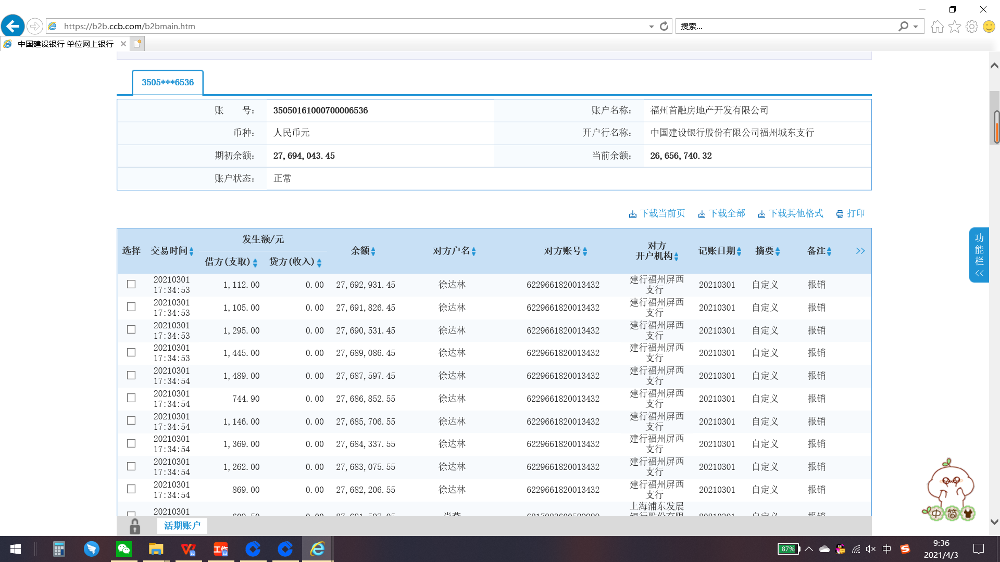 https://b2b.ccb.com/b2bmain.htm
搜索...
中国建设银行 单位网上银行
3505***6536
账 号: 35050161000700006536 账户名称: 福州首融房地产开发有限公司
币种: 人民币元 开户行名称: 中国建设银行股份有限公司福州城东支行
期初余额: 27,694,043.45 当前余额: 26,656,740.32
账户状态: 正常
下载当前页 下载全部 下载其他格式 打印
选择 交易时间 发生额/元 余额 对方户名 对方账号 对方 记账日期 摘要 备注 >>
借方(支取) 贷方(收入) 开户机构
20210301 建行福州屏西
17:34:53 1,112.00 0.00 27,692,931.45 徐达林 6229661820013432 支行 20210301 自定义 报销
20210301 建行福州屏西
17:34:53 1,105.00 0.00 27,691,826.45 徐达林 6229661820013432 支行 20210301 自定义 报销
20210301 建行福州屏西
17:34:53 1,295.00 0.00 27,690,531.45 徐达林 6229661820013432 支行 20210301 自定义 报销
20210301 建行福州屏西
17:34:53 1,445.00 0.00 27,689,086.45 徐达林 6229661820013432 支行 20210301 自定义 报销
20210301 建行福州屏西
17:34:54 1,489.00 0.00 27,687,597.45 徐达林 6229661820013432 支行 20210301 自定义 报销
20210301 建行福州屏西
17:34:54 744.90 0.00 27,686,852.55 徐达林 6229661820013432 支行 20210301 自定义 报销
20210301 建行福州屏西
17:34:54 1,146.00 0.00 27,685,706.55 徐达林 6229661820013432 支行 20210301 自定义 报销
20210301 建行福州屏西
17:34:54 1,369.00 0.00 27,684,337.55 徐达林 6229661820013432 支行 20210301 自定义 报销
20210301 建行福州屏西
17:34:54 1,262.00 0.00 27,683,075.55 徐达林 6229661820013432 支行 20210301 自定义 报销
20210301 建行福州屏西
17:34:54 869.00 0.00 27,682,206.55 徐达林 6229661820013432 支行 20210301 自定义 报销
20210301 上海浦东发展
功能栏
<<
活期账户
中 简
工作
87%
中
9:36
2021/4/3